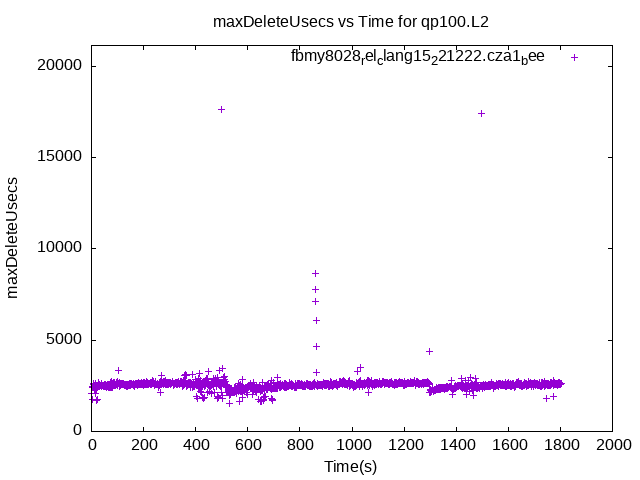 maxDeleteUsecs vs Time for qp100.L2
fbmy8028relclang15221222.cza1bee
20000
15000
10000
5000
0
maxDeleteUsecs
0 200 400 600 800 1000 1200 1400 1600 1800 2000
Time(s)